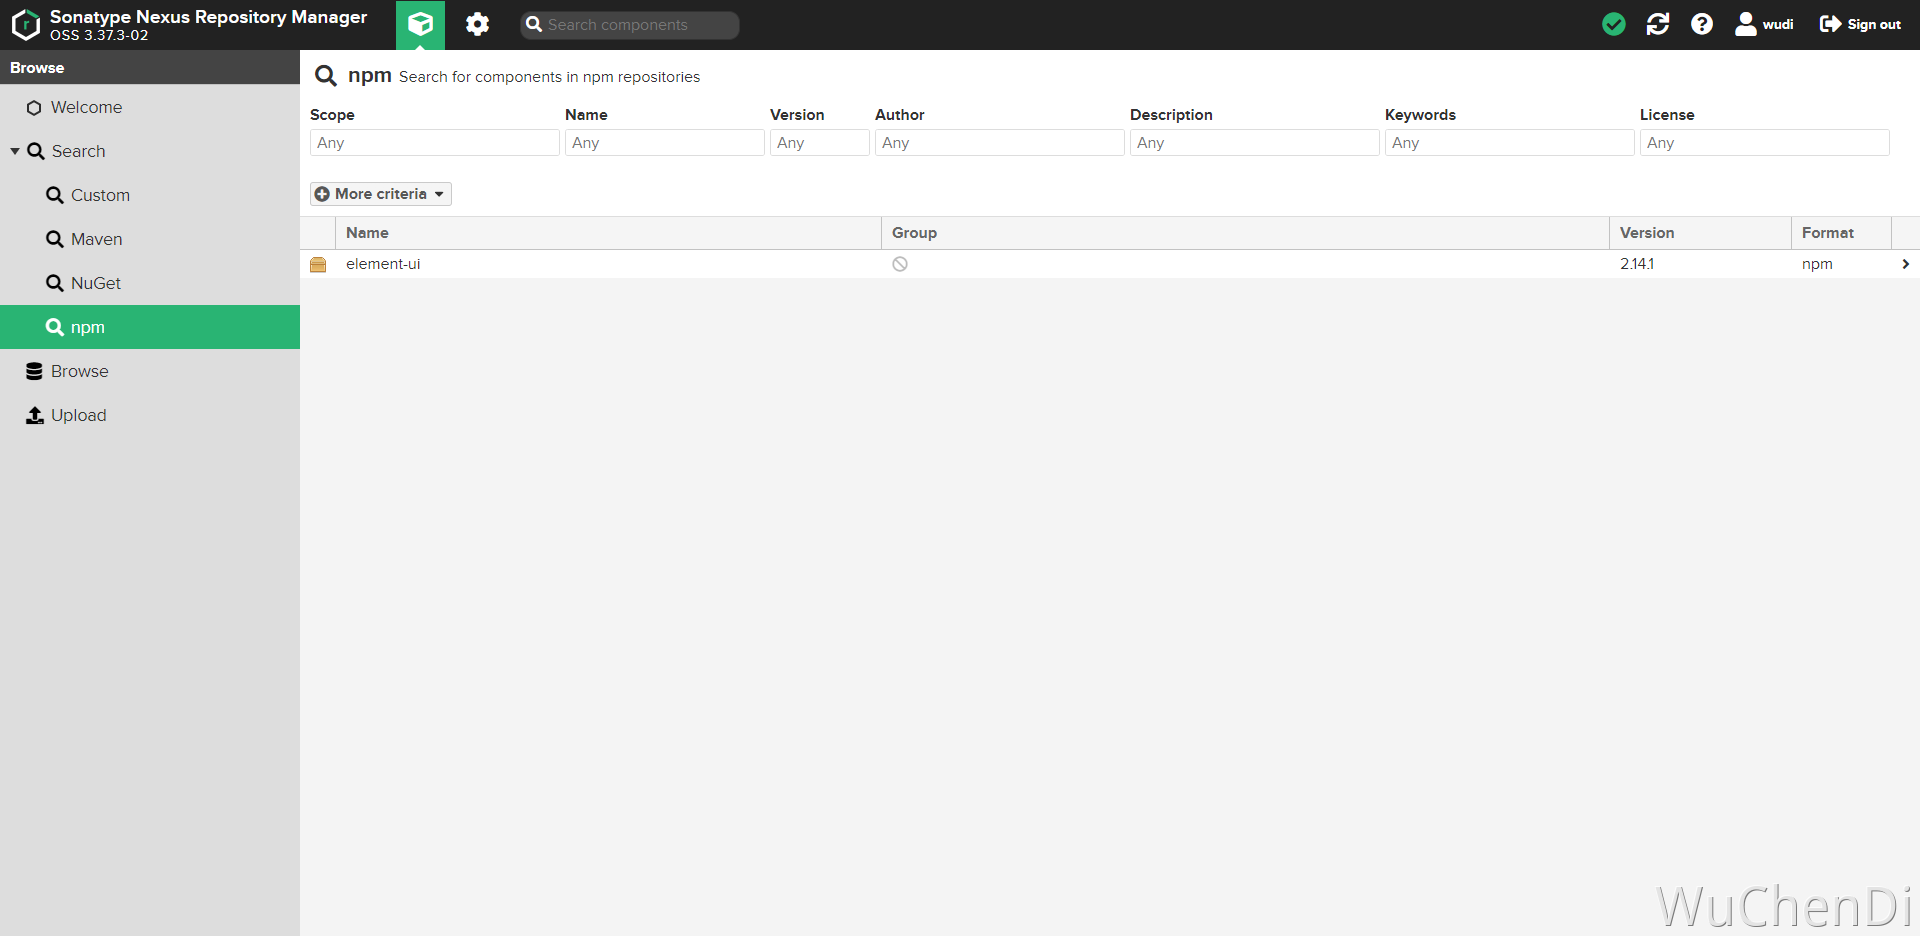 Sonatype Nexus Repository Manager
OSS 3.37.3-02
Search components
wudi
Sign out
Browse
Welcome
Search
Custom
Maven
NuGet
npm
Browse
Upload
npm Search for components in npm repositories
Scope Name Version Author Description Keywords License
Any Any Any Any Any Any Any
More criteria
Name Group Version Format
element-ui 2.14.1 npm
WuChenDi